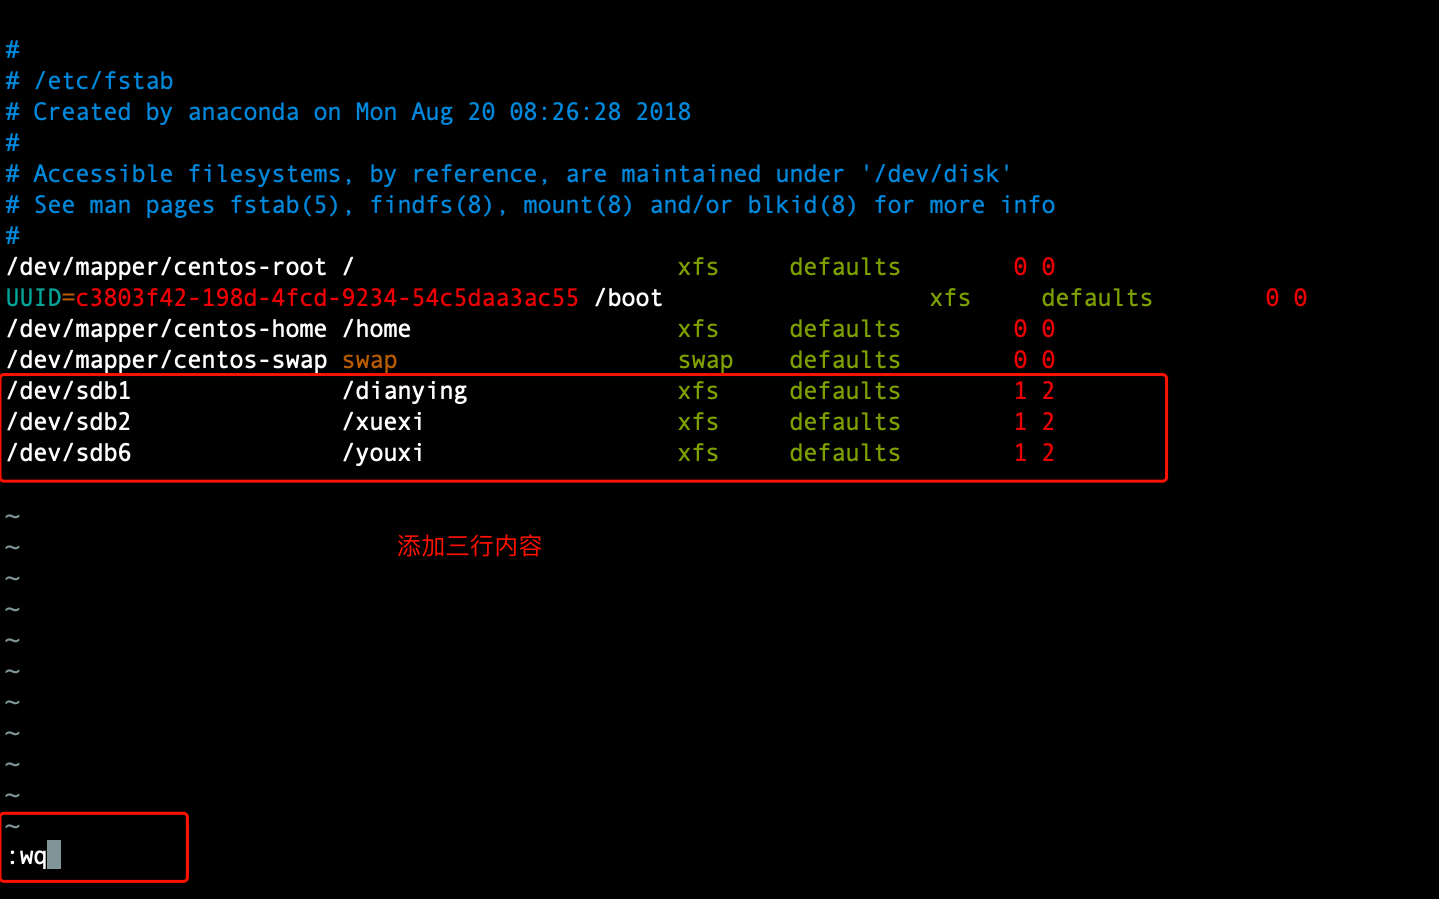 #
# /etc/fstab
# Created by anaconda on Mon Aug 20 08:26:28 2018
#
# Accessible filesystems, by reference, are maintained under '/dev/disk'
# See man pages fstab(5), findfs(8), mount(8) and/or blkid(8) for more info
#
/dev/mapper/centos-root / xfs defaults 0 0
UUID=c3803f42-198d-4fcd-9234-54c5daa3ac55 /boot xfs defaults 0 0
/dev/mapper/centos-home /home xfs defaults 0 0
/dev/mapper/centos-swap swap swap defaults 0 0
/dev/sdb1 /dianying xfs defaults 1 2
/dev/sdb2 /xuexi xfs defaults 1 2
/dev/sdb6 /youxi xfs defaults 1 2
~
~ 添加三行内容
~
~
~
~
~
~
~
~
~
:wq